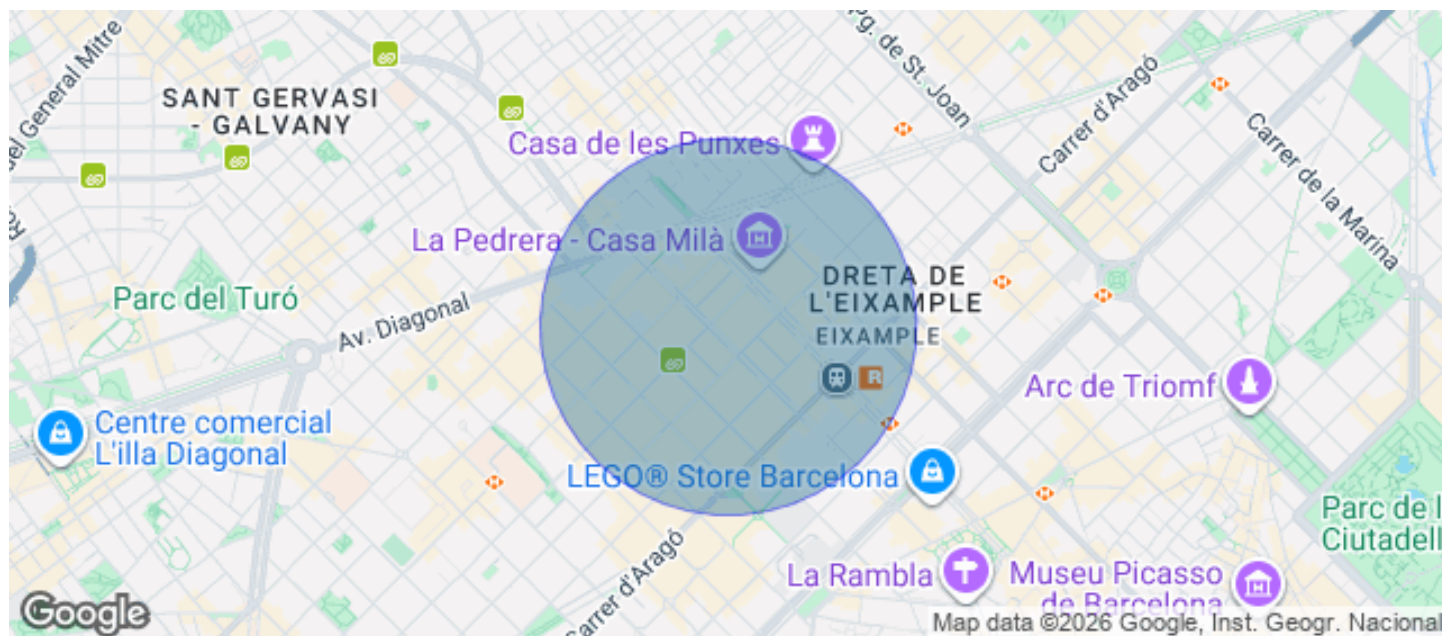 del General Mitre
Pg. de St. Joan
Carrer d'Aragó
SANT GERVASI
- GALVANY
Casa de les Punxes
Carrer de la Marina
La Pedrera - Casa Milà
DRETA DE
L'EIXAMPLE
EIXAMPLE
Parc del Turó
Av. Diagonal
R
Arc de Triomf
Centre comercial
L'illa Diagonal
LEGO® Store Barcelona
Parc de l
Ciutadell
Carrer d'Aragó
La Rambla
Museu Picasso
de Barcelona
Google
Map data ©2026 Google, Inst. Geogr. Nacional